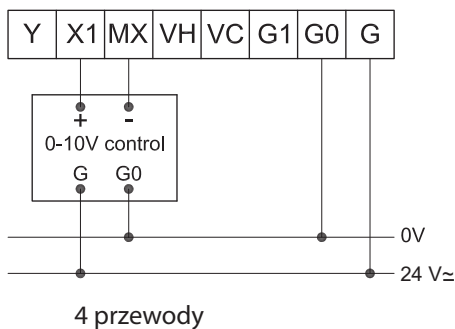 Y X1 MX VH VC G1 G0 G
+ -
0-10V control
G G0
0V
24 V≂
4 przewody